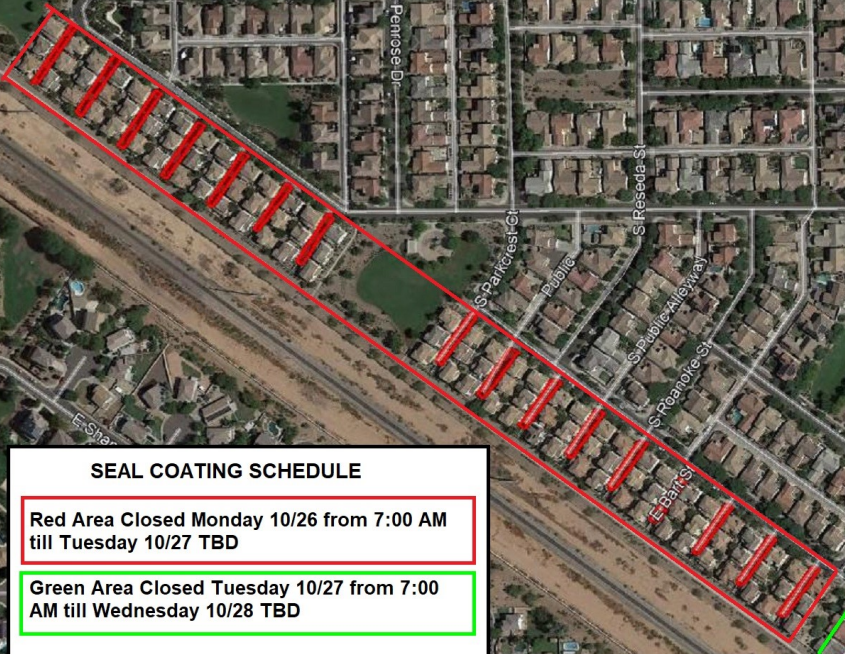 Penrose Dr
S Reseda St
S Parkcrest Ct
Public
S Public Alleyway
S Roanoke St
E Bart St
E Sha
SEAL COATING SCHEDULE
Red Area Closed Monday 10/26 from 7:00 AM
till Tuesday 10/27 TBD
Green Area Closed Tuesday 10/27 from 7:00
AM till Wednesday 10/28 TBD